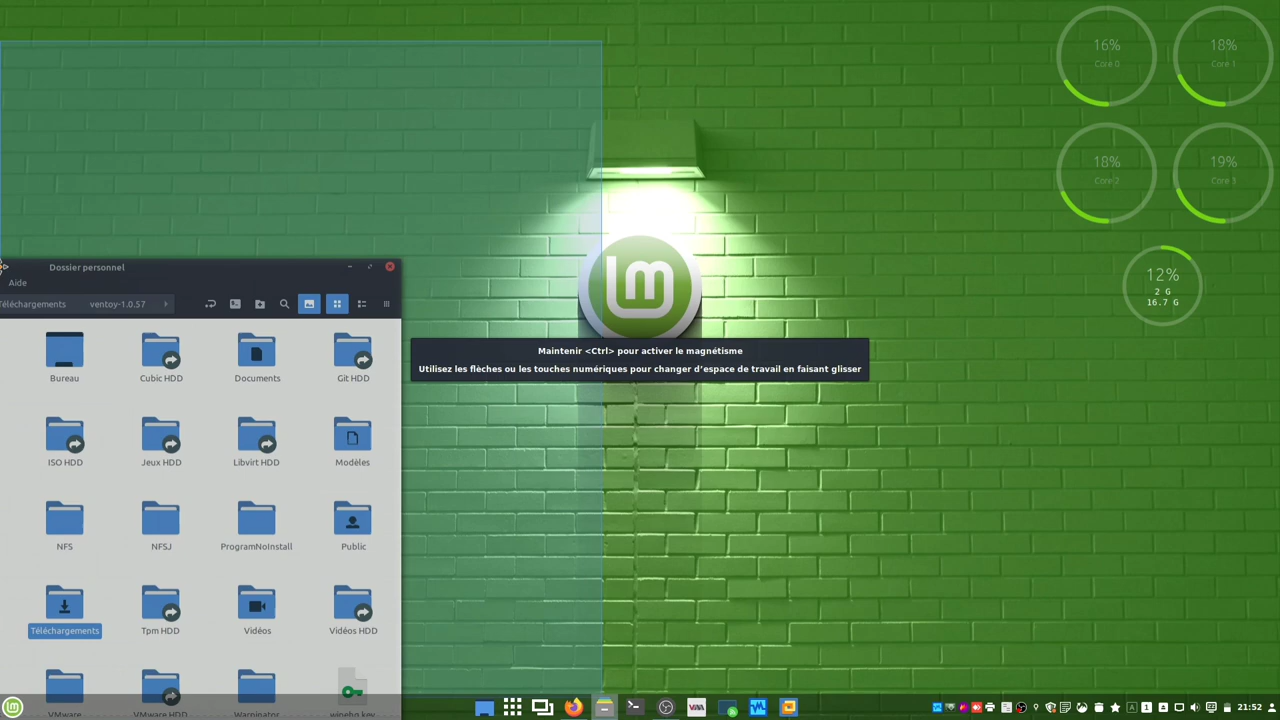 16%
Core 0
18%
Core 1
18%
Core 2
19%
Core 3
12%
2 G
16.7 G
Dossier personnel
Aide
Téléchargements
ventoy-1.0.57
Maintenir <Ctrl> pour activer le magnétisme
Utilisez les flèches ou les touches numériques pour changer d’espace de travail en faisant glisser
Bureau
Cubic HDD
Documents
Git HDD
ISO HDD
Jeux HDD
Libvirt HDD
Modèles
NFS
NFSJ
ProgramNoInstall
Public
Téléchargements
Tpm HDD
Vidéos
Vidéos HDD
VMware
VMware HDD
Warpinator
winehq.key
21:52